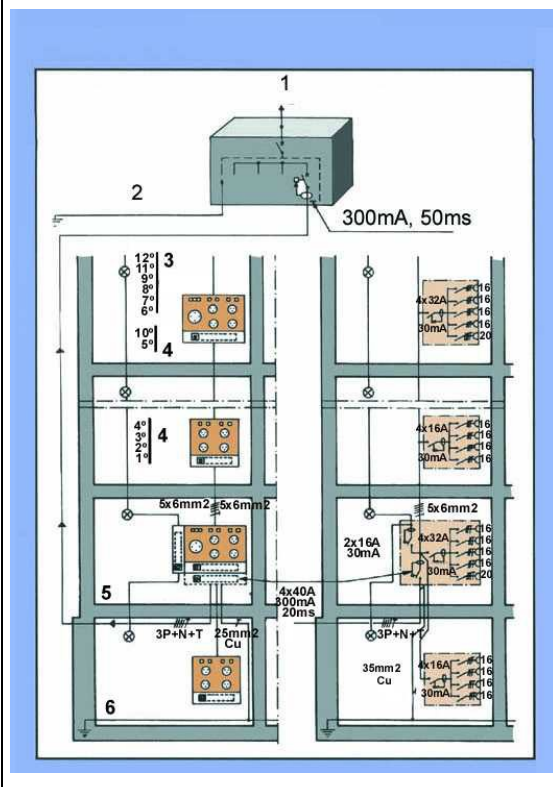 1
2
300mA, 50ms
12º
11º
9º
8º
7º
6º
3
10º
5º
4
4x32A
30mA
16
16
16
16
20
4º
3º
2º
1º
4
4x16A
30mA
16
16
16
16
5x6mm2
5x6mm2
5x6mm2
2x16A
30mA
4x32A
30mA
16
16
16
16
20
5
4x40A
300mA
20ms
3P+N+T
25mm2
Cu
3P+N+T
35mm2
Cu
4x16A
30mA
16
16
16
16
6